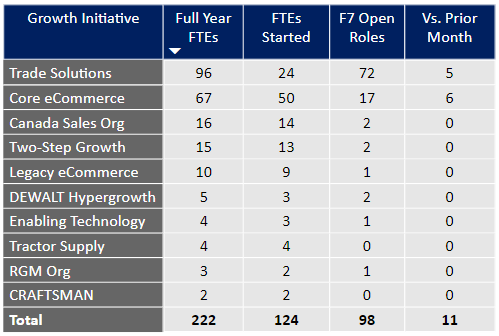 Growth Initiative Full Year FTEs FTEs Started F7 Open Roles Vs. Prior Month
Trade Solutions 96 24 72 5
Core eCommerce 67 50 17 6
Canada Sales Org 16 14 2 0
Two-Step Growth 15 13 2 0
Legacy eCommerce 10 9 1 0
DEWALT Hypergrowth 5 3 2 0
Enabling Technology 4 3 1 0
Tractor Supply 4 4 0 0
RGM Org 3 2 1 0
CRAFTSMAN 2 2 0 0
Total 222 124 98 11